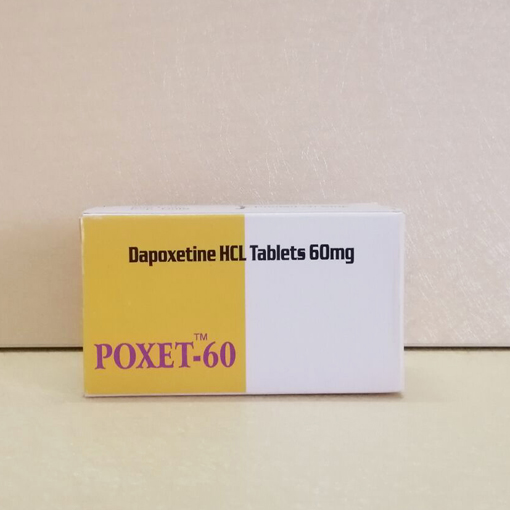 Dapoxetine HCL Tablets 60mg
POXET™-60